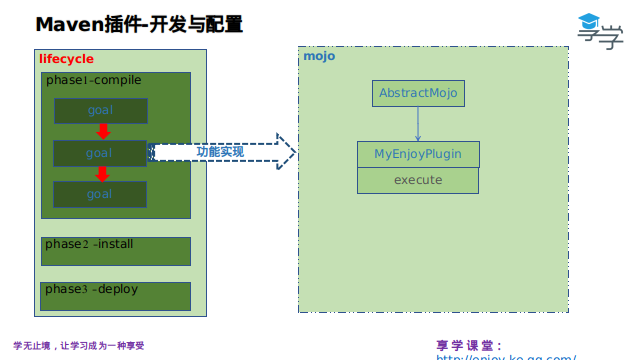 Maven插件-开发与配置
享学
lifecycle
phase1-compile
goal
goal
goal
phase2 -install
phase3 -deploy
功能实现
mojo
AbstractMojo
MyEnjoyPlugin
execute
学无止境，让学习成为一种享受
享学课堂：
http://enjoy.ke.qq.com/